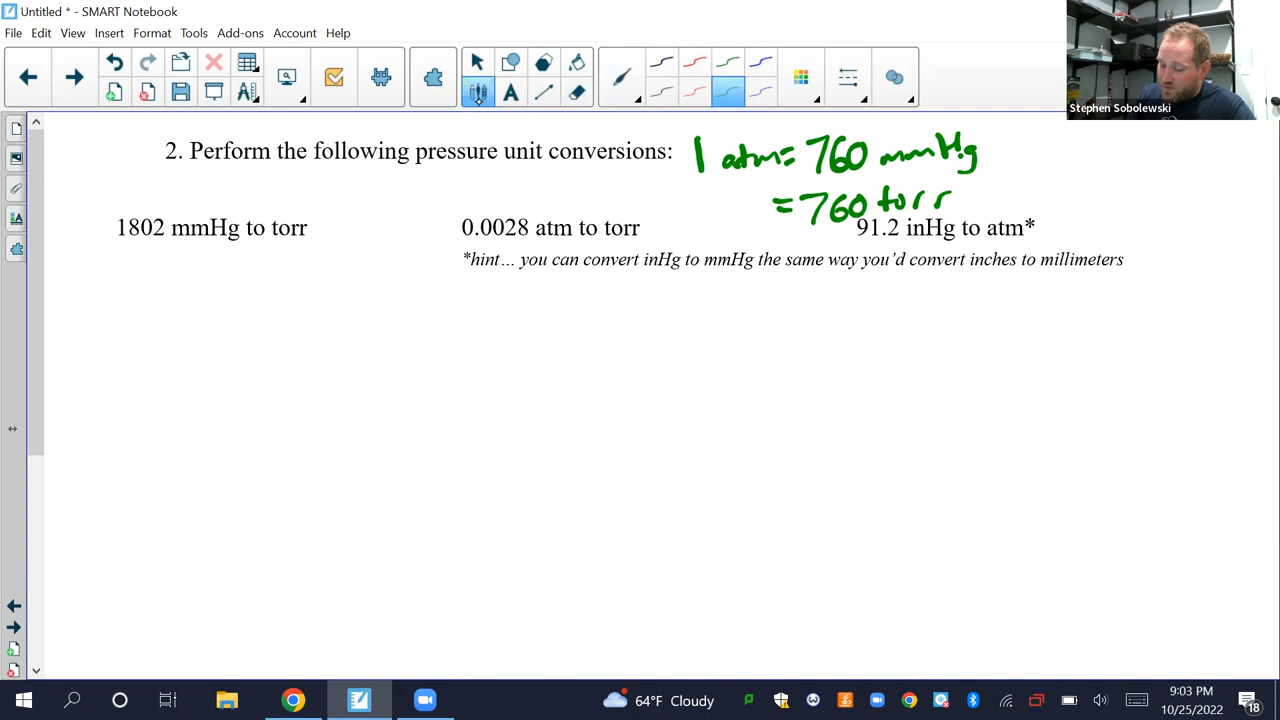 Untitled * - SMART Notebook
File Edit View Insert Format Tools Add-ons Account Help
Stephen Sobolewski
2. Perform the following pressure unit conversions: 1 atm = 760 mmHg
= 760 torr
1802 mmHg to torr 0.0028 atm to torr 91.2 inHg to atm*
*hint… you can convert inHg to mmHg the same way you’d convert inches to millimeters
64°F Cloudy
9:03 PM
10/25/2022
18